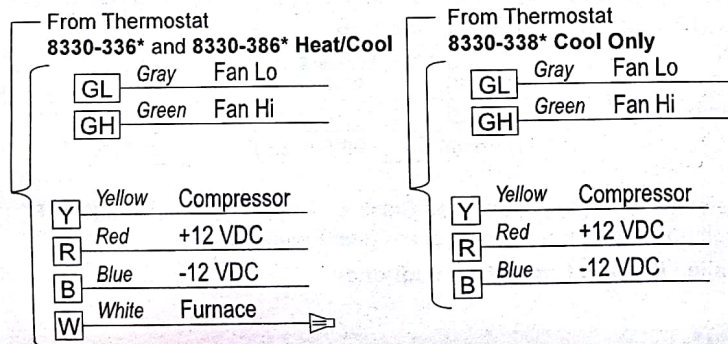 From Thermostat
8330-336* and 8330-386* Heat/Cool
GL Gray Fan Lo
GH Green Fan Hi
Y Yellow Compressor
R Red +12 VDC
B Blue -12 VDC
W White Furnace
From Thermostat
8330-338* Cool Only
GL Gray Fan Lo
GH Green Fan Hi
Y Yellow Compressor
R Red +12 VDC
B Blue -12 VDC